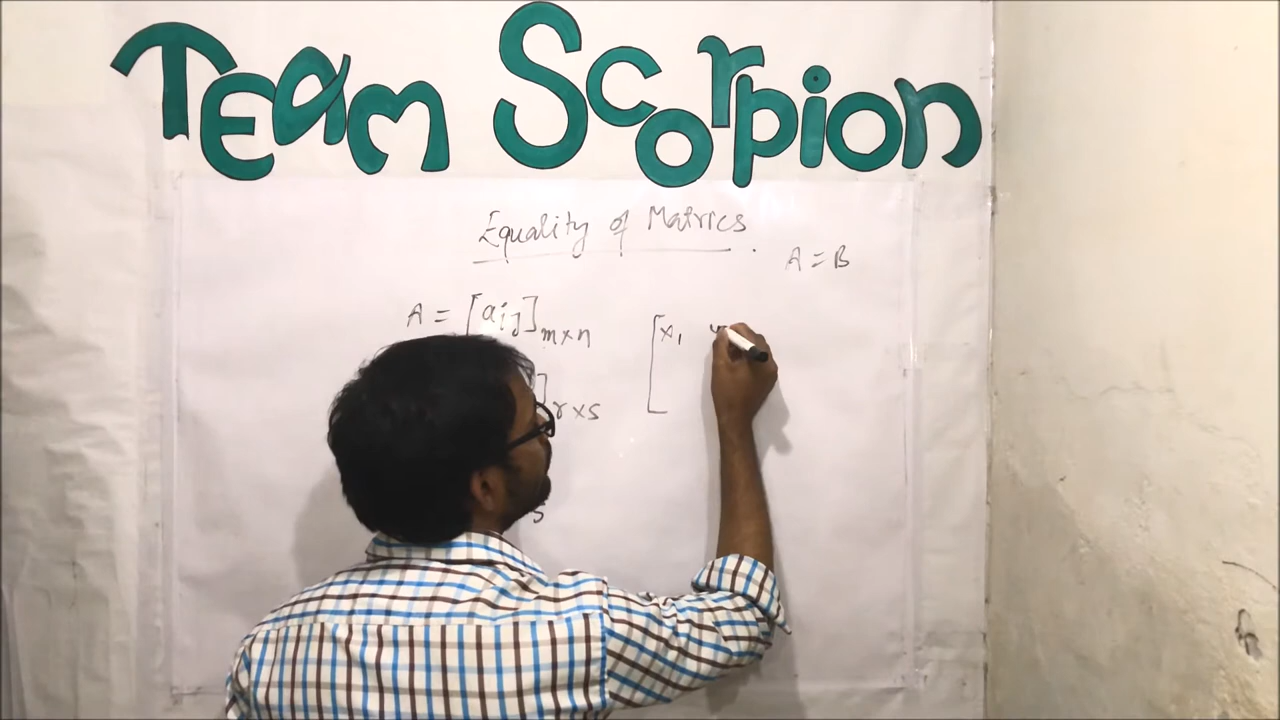 TEam Scorpion
Equality of Matrics
A = B
A = [aij]m×n
[x₁
]r×s
s